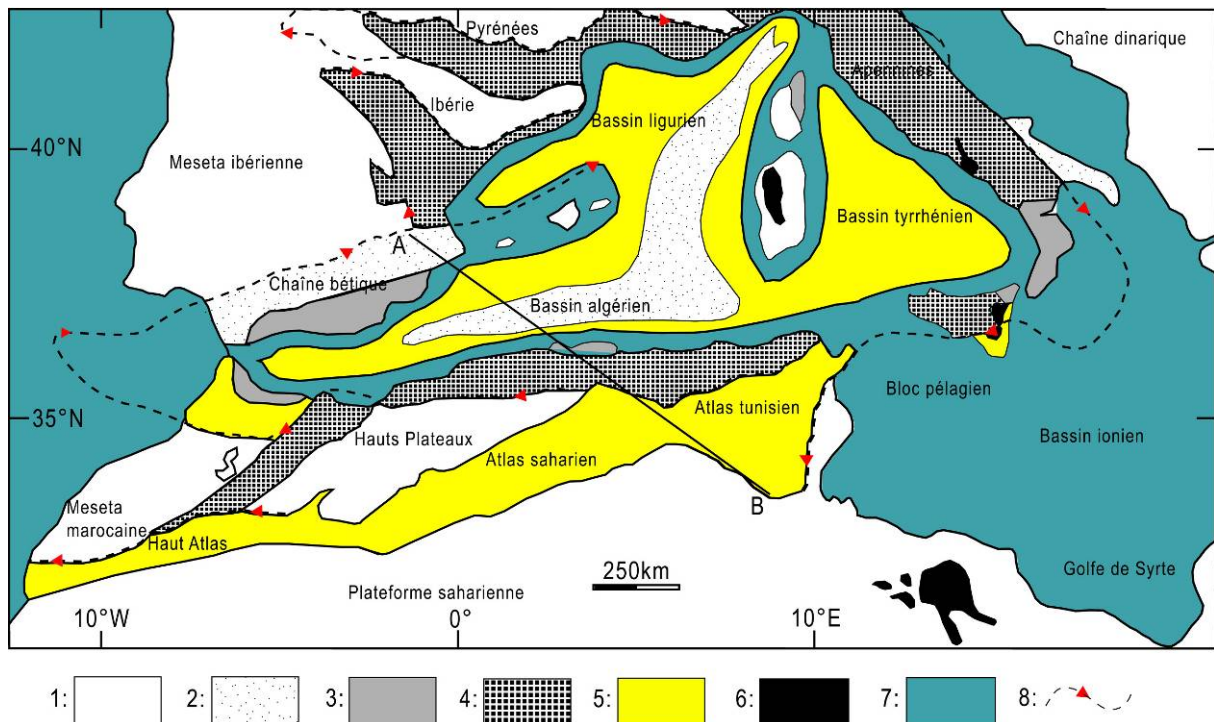 Pyrénées
Chaîne dinarique
Apennines
Ibérie
Bassin ligurien
40°N
Meseta ibérienne
Bassin tyrrhénien
A
Chaîne bétique
Bassin algérien
Bloc pélagien
35°N
Atlas tunisien
Hauts Plateaux
Bassin ionien
Atlas saharien
B
Meseta
marocaine
Haut Atlas
250km
Golfe de Syrte
Plateforme saharienne
10°W
0°
10°E
1:
2:
3:
4:
5:
6:
7:
8: